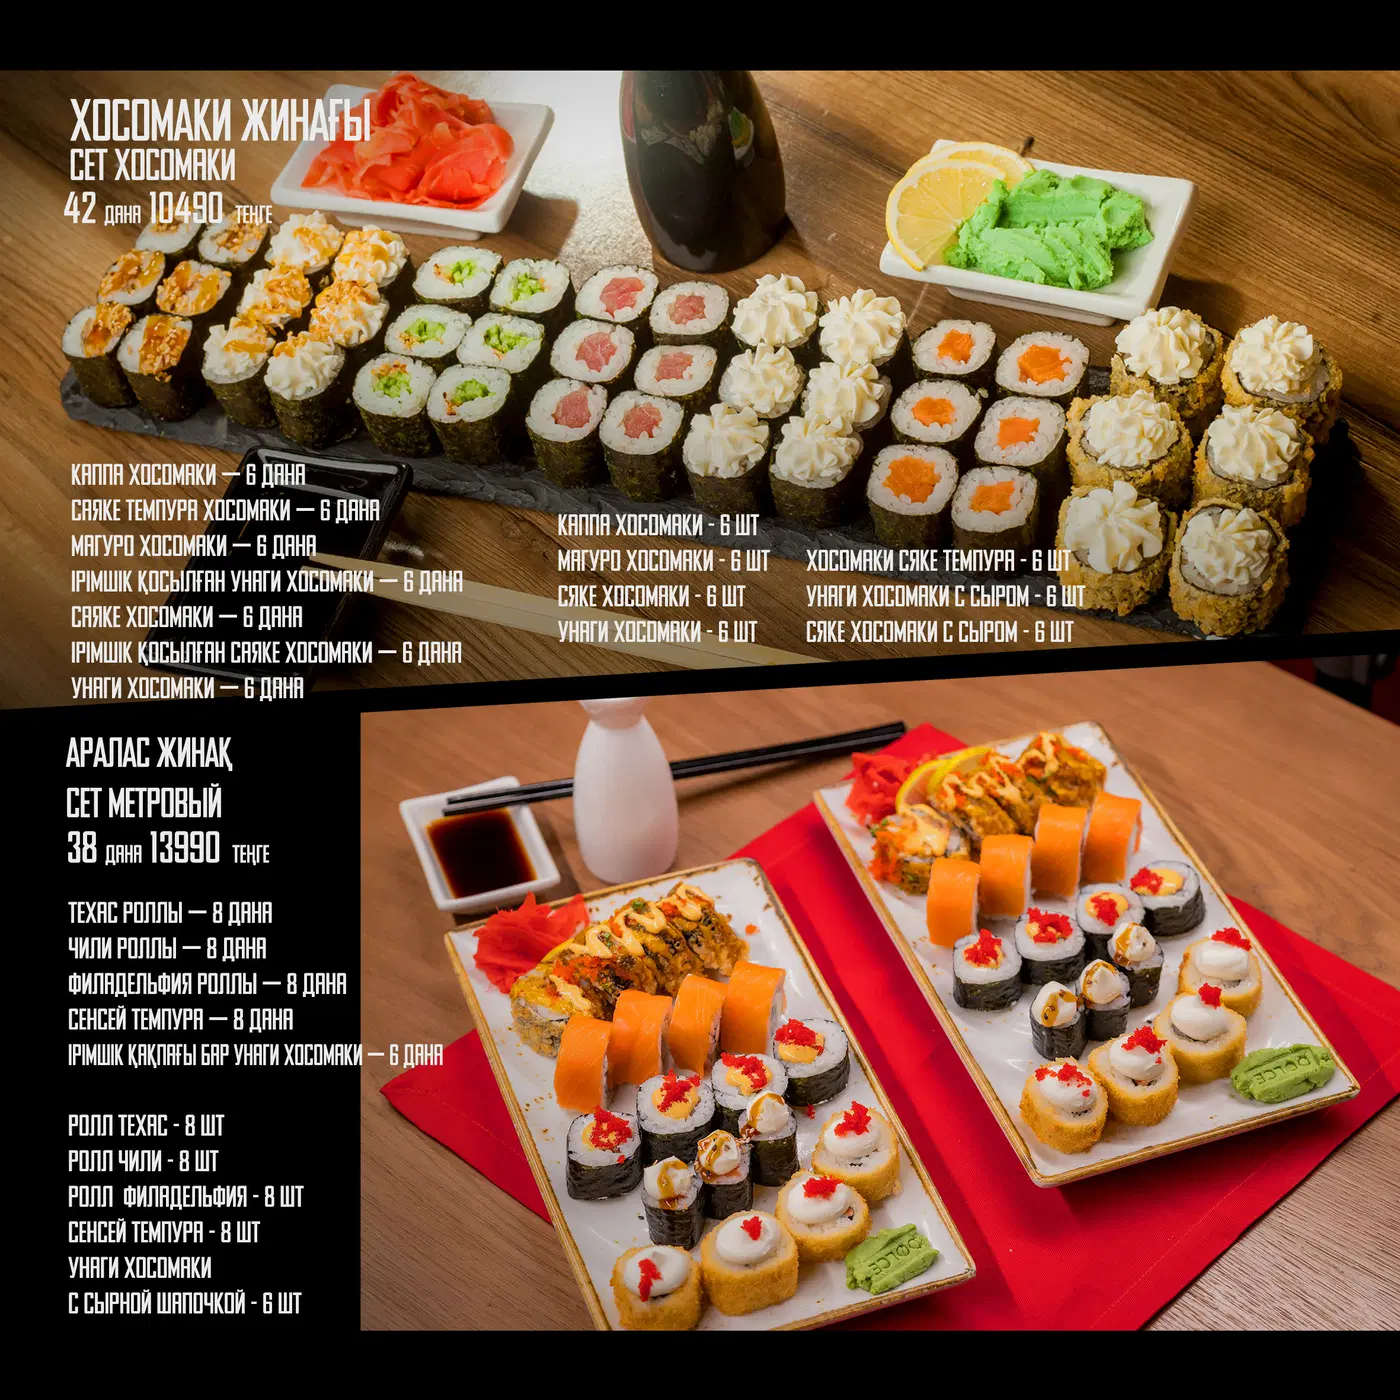 ХОСОМАКИ ЖИНАҒЫ
СЕТ ХОСОМАКИ
42 ДАНА 10490 ТЕҢГЕ
КАППА ХОСОМАКИ — 6 ДАНА
САЯКЕ ТЕМПУРА ХОСОМАКИ — 6 ДАНА
МАГУРО ХОСОМАКИ — 6 ДАНА
ІРІМШІК ҚОСЫЛҒАН УНАГИ ХОСОМАКИ — 6 ДАНА
САЯКЕ ХОСОМАКИ — 6 ДАНА
ІРІМШІК ҚОСЫЛҒАН САЯКЕ ХОСОМАКИ — 6 ДАНА
УНАГИ ХОСОМАКИ — 6 ДАНА
КАППА ХОСОМАКИ - 6 ШТ
МАГУРО ХОСОМАКИ - 6 ШТ
СЯКЕ ХОСОМАКИ - 6 ШТ
УНАГИ ХОСОМАКИ - 6 ШТ
ХОСОМАКИ СЯКЕ ТЕМПУРА - 6 ШТ
УНАГИ ХОСОМАКИ С СЫРОМ - 6 ШТ
СЯКЕ ХОСОМАКИ С СЫРОМ - 6 ШТ
АРАЛАС ЖИНАҚ
СЕТ МЕТРОВЫЙ
38 ДАНА 13990 ТЕҢГЕ
ТЕХАС РОЛЛЫ — 8 ДАНА
ЧИЛИ РОЛЛЫ — 8 ДАНА
ФИЛАДЕЛЬФИЯ РОЛЛЫ — 8 ДАНА
СЕНСЕЙ ТЕМПУРА — 8 ДАНА
ІРІМШІК ҚАҚПАҒЫ БАР УНАГИ ХОСОМАКИ — 6 ДАНА
РОЛЛ ТЕХАС - 8 ШТ
РОЛЛ ЧИЛИ - 8 ШТ
РОЛЛ ФИЛАДЕЛЬФИЯ - 8 ШТ
СЕНСЕЙ ТЕМПУРА - 8 ШТ
УНАГИ ХОСОМАКИ
С СЫРНОЙ ШАПОЧКОЙ - 6 ШТ
DOLCE
DOLCE